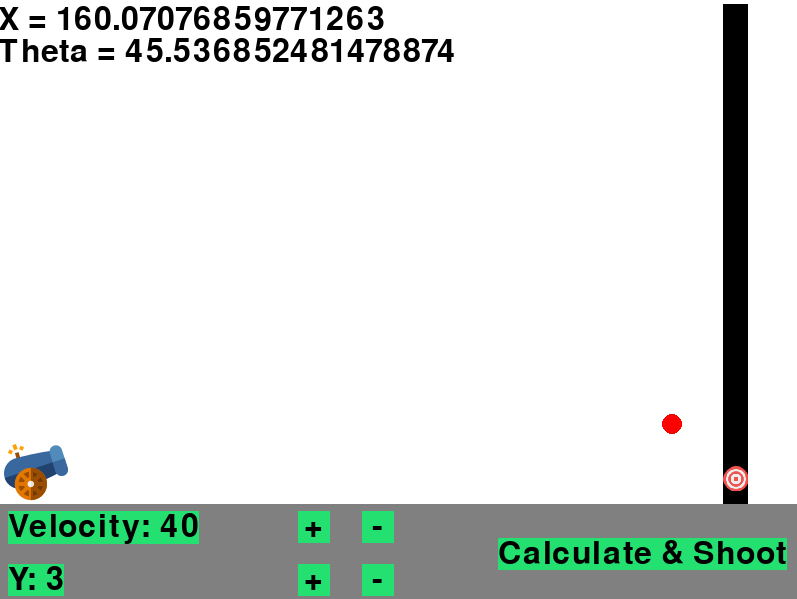 X = 160.07076859771263
Theta = 45.536852481478874
Velocity: 40 + -
Calculate & Shoot
Y: 3 + -